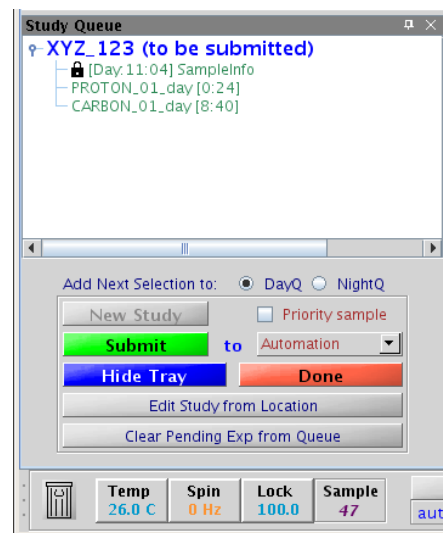 Study Queue
XYZ_123 (to be submitted)
[Day: 11:04] SampleInfo
PROTON_01_day [0:24]
CARBON_01_day [8:40]
Add Next Selection to: DayQ NightQ
New Study Priority sample
Submit to Automation
Hide Tray Done
Edit Study from Location
Clear Pending Exp from Queue
Temp Spin Lock Sample
26.0 C 0 Hz 100.0 47
aut